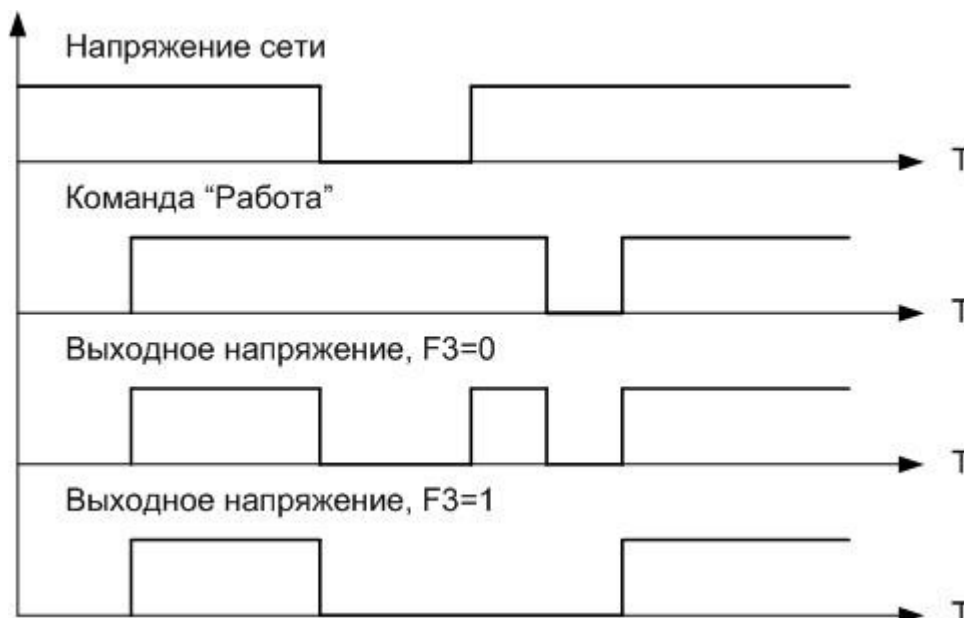 Напряжение сети
T
Команда “Работа”
T
Выходное напряжение, F3=0
T
Выходное напряжение, F3=1
T